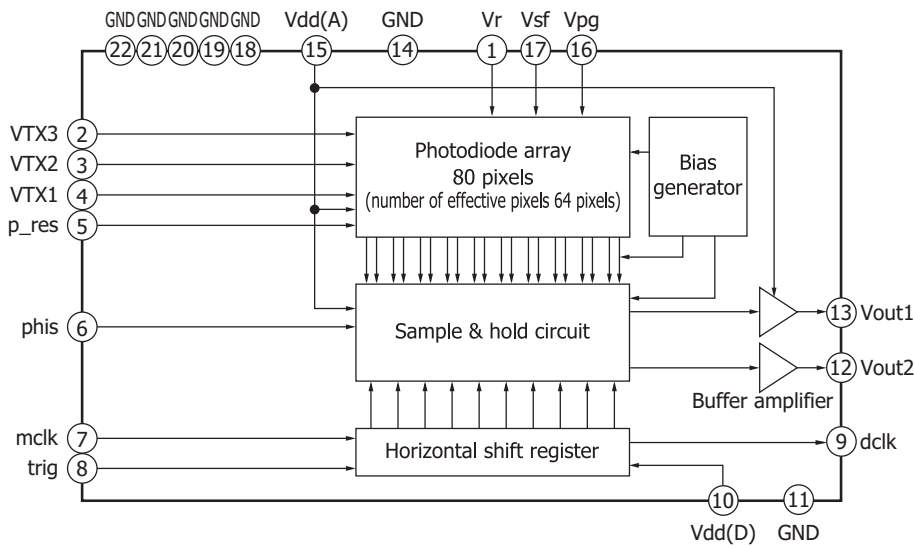 GND GND GND GND GND Vdd(A) GND Vr Vsf Vpg
22 21 20 19 18 15 14 1 17 16
VTX3 2
VTX2 3
VTX1 4
p_res 5
Photodiode array
80 pixels
(number of effective pixels 64 pixels)
Bias
generator
phis 6
Sample & hold circuit
13 Vout1
12 Vout2
Buffer amplifier
mclk 7
trig 8
Horizontal shift register
9 dclk
10 11
Vdd(D) GND